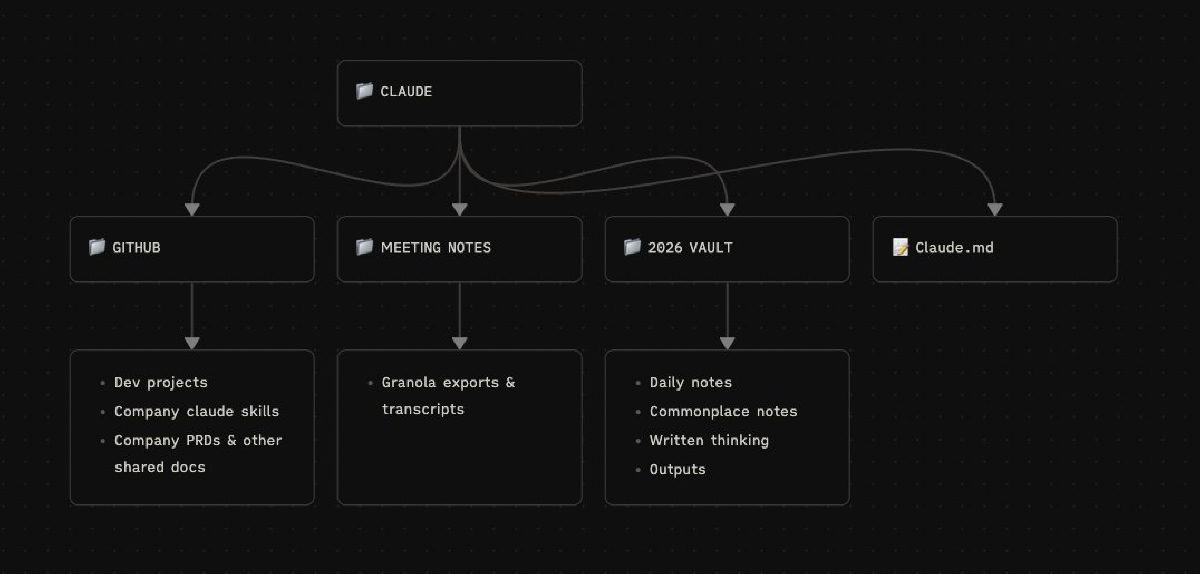 CLAUDE
GITHUB
MEETING NOTES
2026 VAULT
Claude.md
Dev projects
Company claude skills
Company PRDs & other
shared docs
Granola exports &
transcripts
Daily notes
Commonplace notes
Written thinking
Outputs